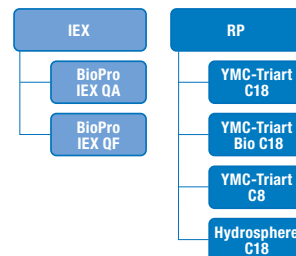 IEX
BioPro
IEX QA
BioPro
IEX QF
RP
YMC-Triart
C18
YMC-Triart
Bio C18
YMC-Triart
C8
Hydrosphere
C18